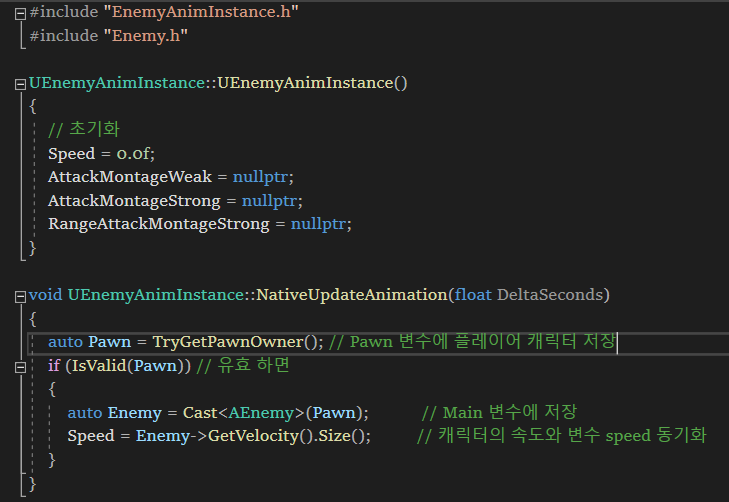 #include "EnemyAnimInstance.h"
#include "Enemy.h"
UEnemyAnimInstance::UEnemyAnimInstance()
{
// 초기화
Speed = 0.0f;
AttackMontageWeak = nullptr;
AttackMontageStrong = nullptr;
RangeAttackMontageStrong = nullptr;
}
void UEnemyAnimInstance::NativeUpdateAnimation(float DeltaSeconds)
{
auto Pawn = TryGetPawnOwner(); // Pawn 변수에 플레이어 캐릭터 저장
if (IsValid(Pawn)) // 유효 하면
{
auto Enemy = Cast<AEnemy>(Pawn); // Main 변수에 저장
Speed = Enemy->GetVelocity().Size(); // 캐릭터의 속도와 변수 speed 동기화
}
}